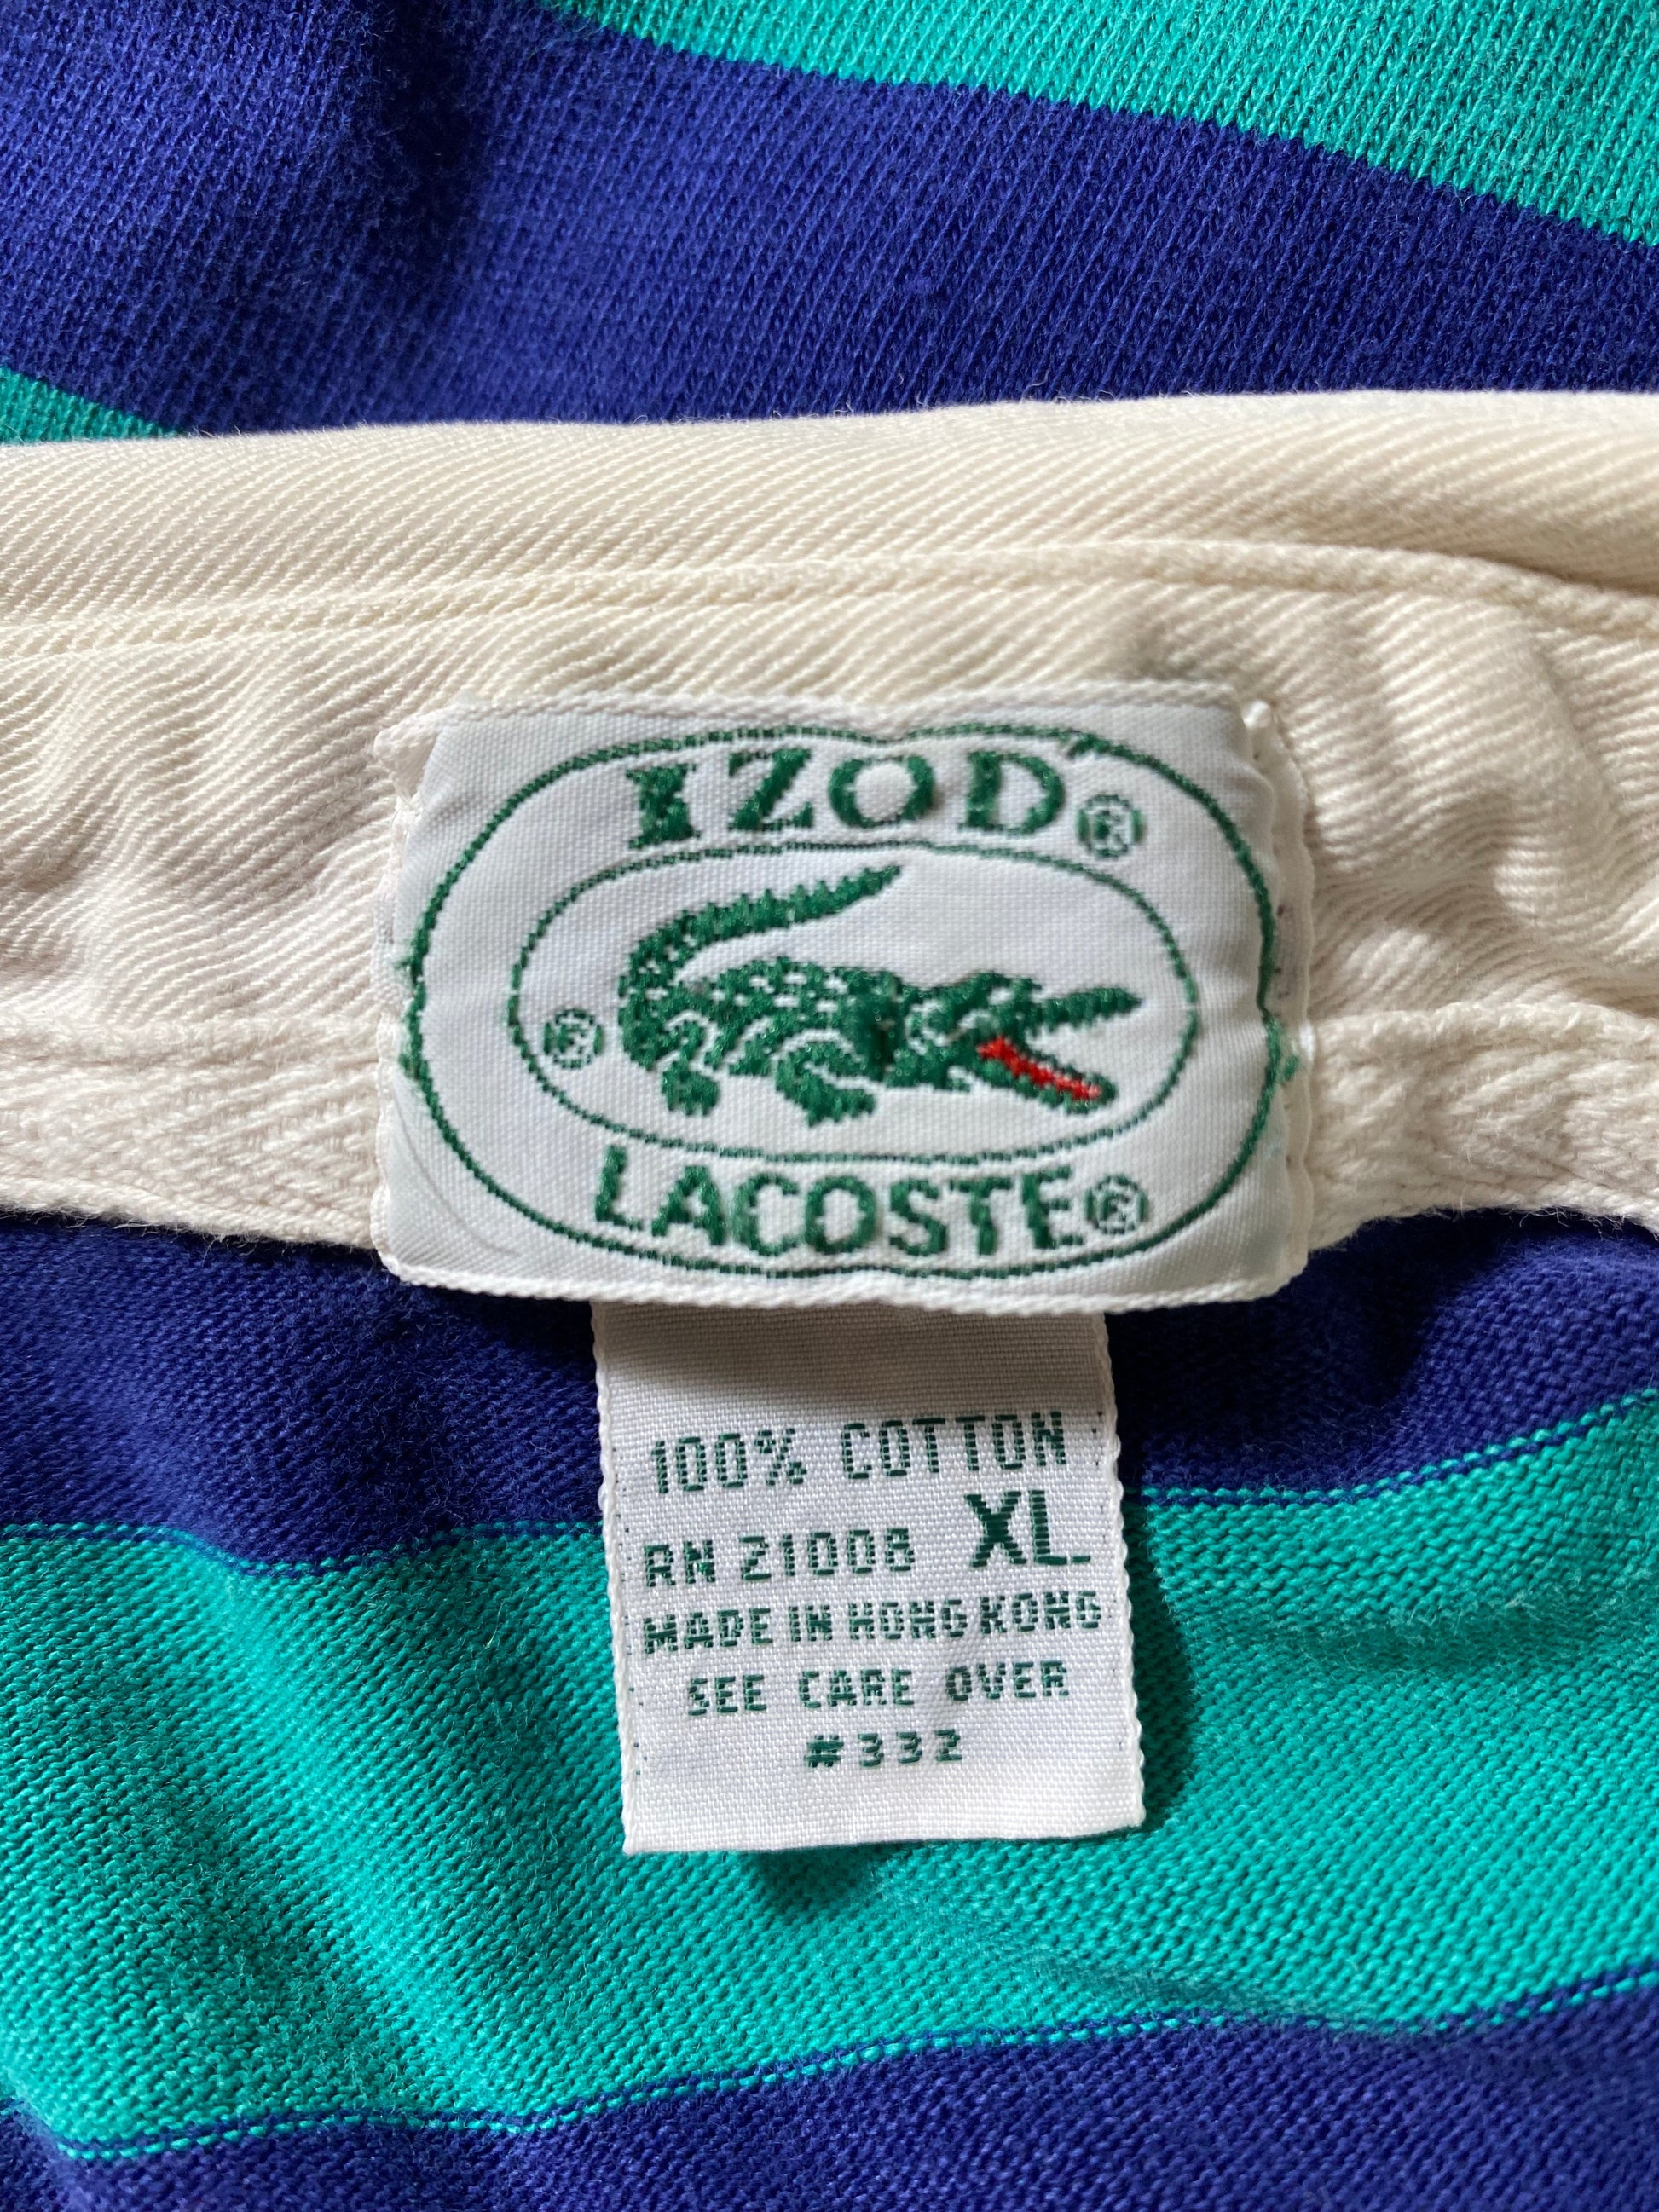 IZOD®
®
LACOSTE®
100% COTTON
RN 21008 XL
MADE IN HONG KONG
SEE CARE OVER
#332